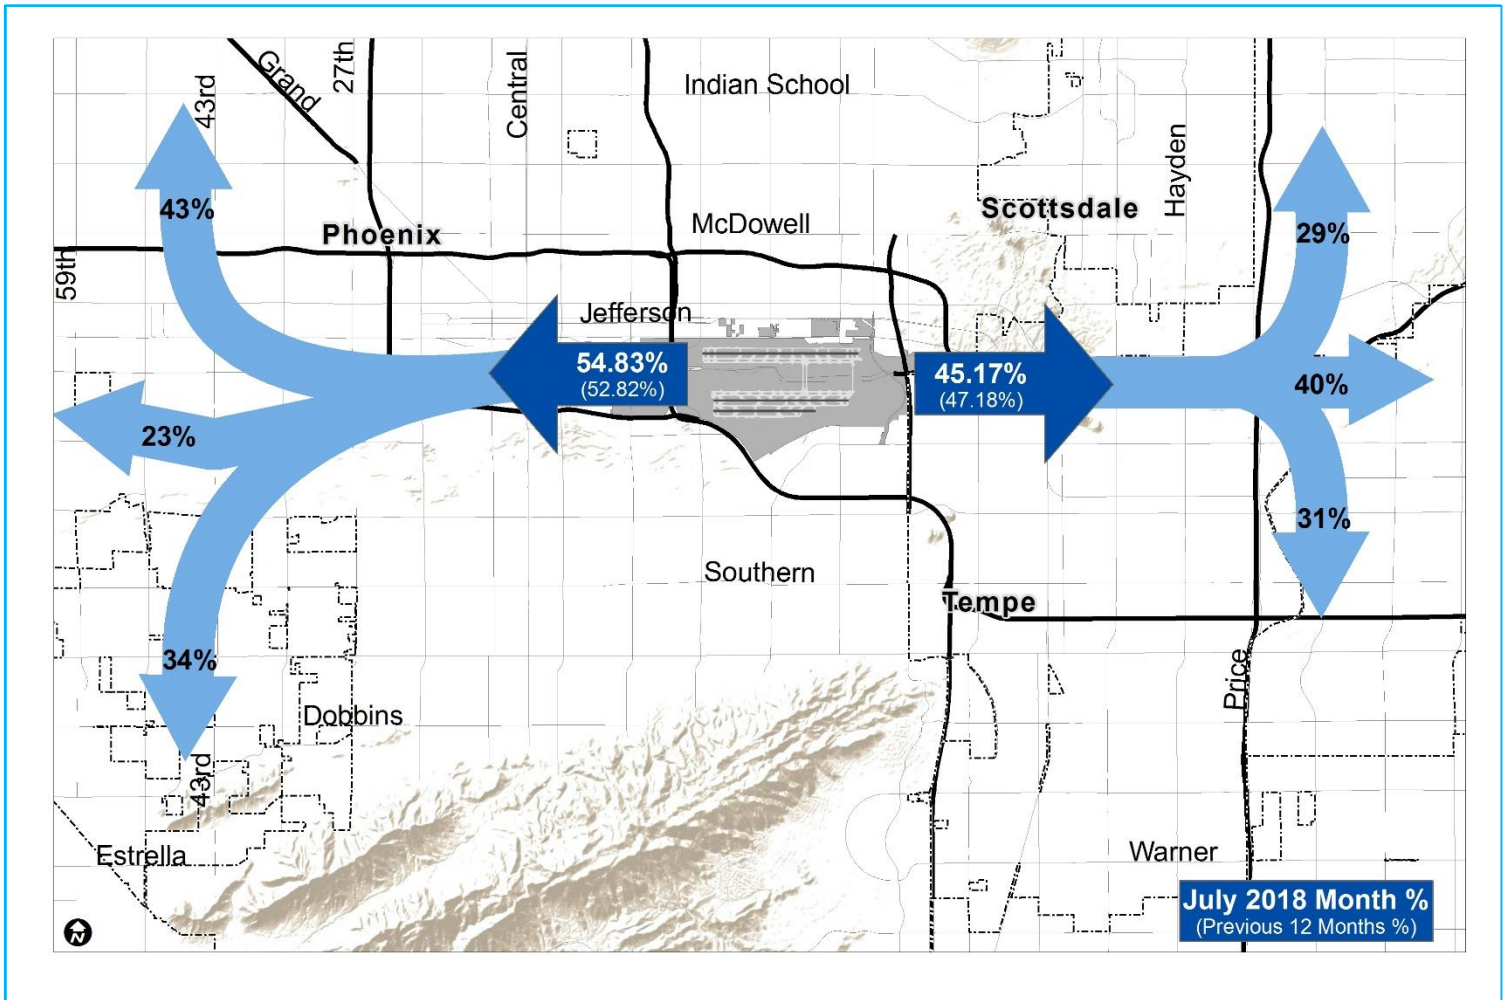 Grand
43rd
27th
Central
Indian School
Hayden
43%
Phoenix
McDowell
Scottsdale
29%
59th
Jefferson
54.83%
(52.82%)
45.17%
(47.18%)
40%
23%
31%
Southern
Tempe
34%
Price
Dobbins
43rd
Estrella
Warner
July 2018 Month %
(Previous 12 Months %)
N